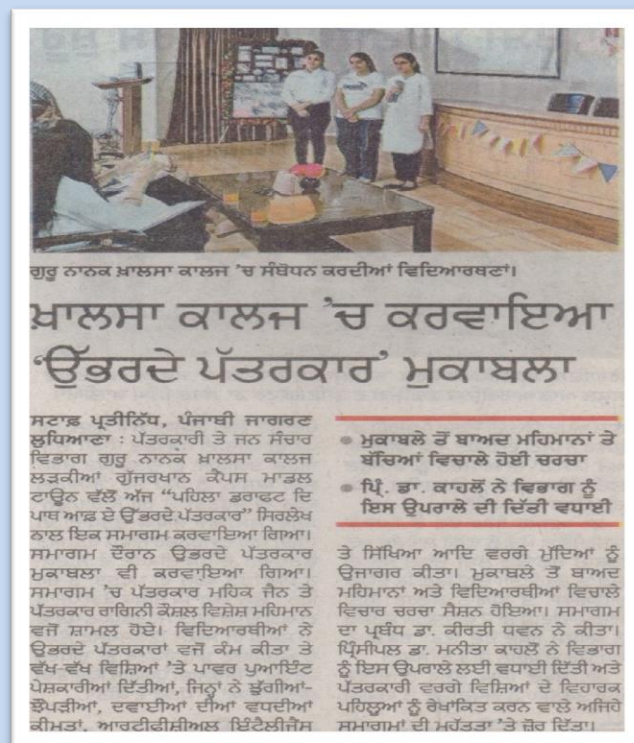 ਗੁਰੂ ਨਾਨਕ ਖ਼ਾਲਸਾ ਕਾਲਜ 'ਚ ਸੰਬੋਧਨ ਕਰਦੀਆਂ ਵਿਦਿਆਰਥਣਾਂ।
ਖ਼ਾਲਸਾ ਕਾਲਜ 'ਚ ਕਰਵਾਇਆ
'ਉੱਭਰਦੇ ਪੱਤਰਕਾਰ' ਮੁਕਾਬਲਾ
ਸਟਾਫ਼ ਪ੍ਰਤੀਨਿੱਧ, ਪੰਜਾਬੀ ਜਾਗਰਣ
ਲੁਧਿਆਣਾ : ਪੱਤਰਕਾਰੀ ਤੇ ਜਨ ਸੰਚਾਰ
ਵਿਭਾਗ ਗੁਰੂ ਨਾਨਕ ਖ਼ਾਲਸਾ ਕਾਲਜ
ਲੜਕੀਆਂ ਗੁੱਜਰਖਾਨ ਕੈਂਪਸ ਮਾਡਲ
ਟਾਊਨ ਵੱਲੋਂ ਅੱਜ "ਪਹਿਲਾ ਡਰਾਫਟ ਦਿ
ਪਾਥ ਆਫ਼ ਏ ਉੱਭਰਦੇ ਪੱਤਰਕਾਰ" ਸਿਰਲੇਖ
ਨਾਲ ਇਕ ਸਮਾਗਮ ਕਰਵਾਇਆ ਗਿਆ।
ਸਮਾਗਮ ਦੌਰਾਨ ਉਭਰਦੇ ਪੱਤਰਕਾਰ
ਮੁਕਾਬਲਾ ਵੀ ਕਰਵਾਇਆ ਗਿਆ।
ਸਮਾਗਮ 'ਚ ਪੱਤਰਕਾਰ ਮਹਿਕ ਜੈਨ ਤੇ
ਪੱਤਰਕਾਰ ਰਾਗਿਨੀ ਕੌਸ਼ਲ ਵਿਸ਼ੇਸ਼ ਮਹਿਮਾਨ
ਵਜੋਂ ਸ਼ਾਮਲ ਹੋਏ। ਵਿਦਿਆਰਥੀਆਂ ਨੇ
ਉਭਰਦੇ ਪੱਤਰਕਾਰਾਂ ਵਜੋਂ ਕੰਮ ਕੀਤਾ ਤੇ
ਵੱਖ-ਵੱਖ ਵਿਸ਼ਿਆਂ 'ਤੇ ਪਾਵਰ ਪੁਆਇੰਟ
ਪੇਸ਼ਕਾਰੀਆਂ ਦਿੱਤੀਆਂ, ਜਿਨ੍ਹਾਂ ਨੇ ਝੁੱਗੀਆਂ-
ਝੌਂਪੜੀਆਂ, ਦਵਾਈਆਂ ਦੀਆਂ ਵਧਦੀਆਂ
ਕੀਮਤਾਂ, ਆਰਟੀਫੀਸ਼ੀਅਲ ਇੰਟੈਲੀਜੈਂਸ
● ਮੁਕਾਬਲੇ ਤੋਂ ਬਾਅਦ ਮਹਿਮਾਨਾਂ ਤੇ
ਬੱਚਿਆਂ ਵਿਚਾਲੇ ਹੋਈ ਚਰਚਾ
● ਪ੍ਰਿੰ. ਡਾ. ਕਾਹਲੋਂ ਨੇ ਵਿਭਾਗ ਨੂੰ
ਇਸ ਉਪਰਾਲੇ ਦੀ ਦਿੱਤੀ ਵਧਾਈ
ਤੇ ਸਿੱਖਿਆ ਆਦਿ ਵਰਗੇ ਮੁੱਦਿਆਂ ਨੂੰ
ਉਜਾਗਰ ਕੀਤਾ। ਮੁਕਾਬਲੇ ਤੋਂ ਬਾਅਦ
ਮਹਿਮਾਨਾਂ ਅਤੇ ਵਿਦਿਆਰਥੀਆਂ ਵਿਚਾਲੇ
ਵਿਚਾਰ ਚਰਚਾ ਸੈਸ਼ਨ ਹੋਇਆ। ਸਮਾਗਮ
ਦਾ ਪ੍ਰਬੰਧ ਡਾ. ਕੀਰਤੀ ਧਵਨ ਨੇ ਕੀਤਾ।
ਪ੍ਰਿੰਸੀਪਲ ਡਾ. ਮਨੀਤਾ ਕਾਹਲੋਂ ਨੇ ਵਿਭਾਗ
ਨੂੰ ਇਸ ਉਪਰਾਲੇ ਲਈ ਵਧਾਈ ਦਿੱਤੀ ਅਤੇ
ਪੱਤਰਕਾਰੀ ਵਰਗੇ ਵਿਸ਼ਿਆਂ ਦੇ ਵਿਹਾਰਕ
ਪਹਿਲੂਆਂ ਨੂੰ ਰੇਖਾਂਕਿਤ ਕਰਨ ਵਾਲੇ ਅਜਿਹੇ
ਸਮਾਗਮਾਂ ਦੀ ਮਹੱਤਤਾ 'ਤੇ ਜ਼ੋਰ ਦਿੱਤਾ।